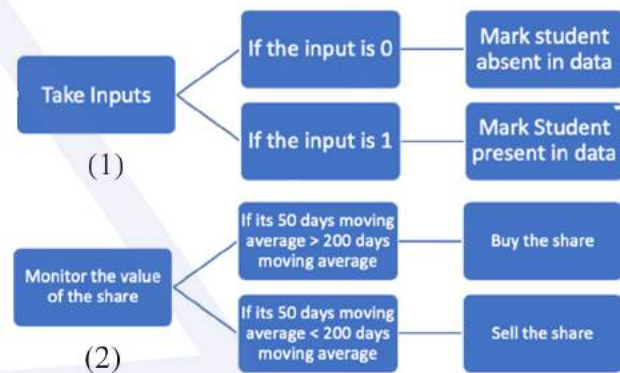 Take Inputs
If the input is 0
Mark student
absent in data
If the input is 1
Mark Student
present in data
(1)
Monitor the value
of the share
If its 50 days moving
average > 200 days
moving average
Buy the share
If its 50 days moving
average < 200 days
moving average
Sell the share
(2)